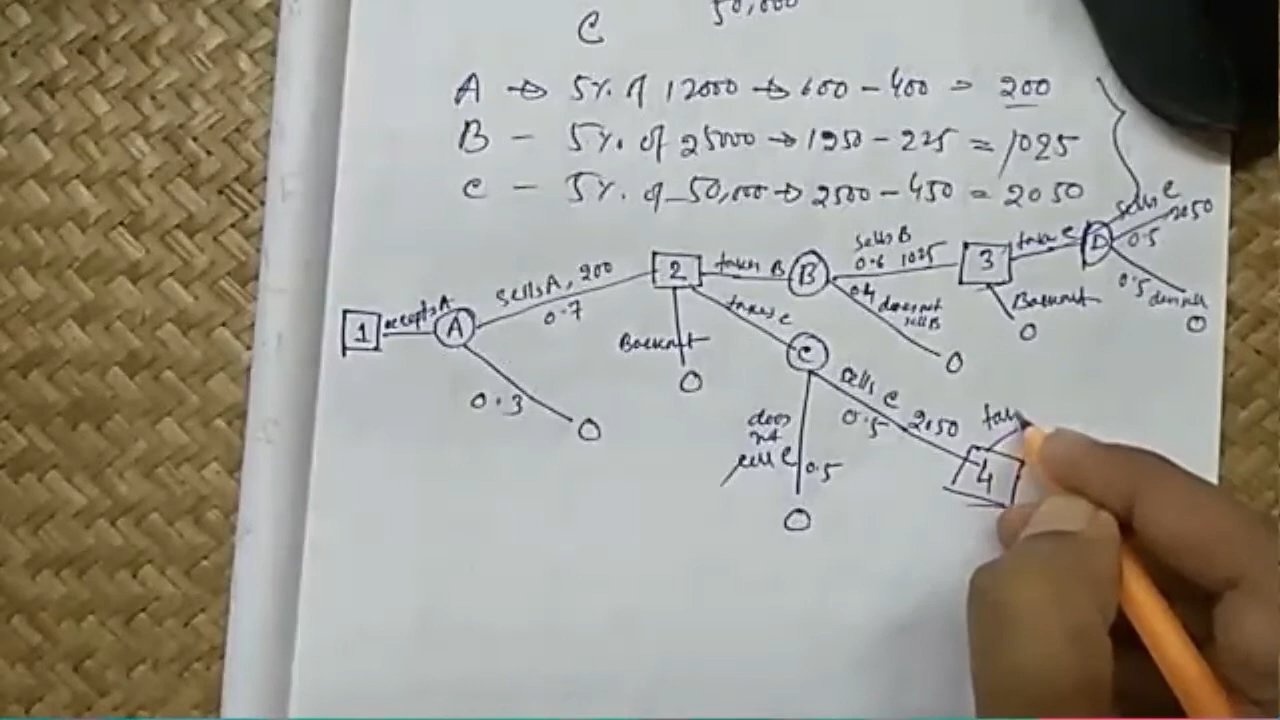 50,000
C
A → 5%. of 12000 → 600 - 400 = 200
B - 5%. of 25000 → 1250 - 225 = 1025
C - 5%. of 50,000 → 2500 - 450 = 2050
sells C
2050
sells B
takes C
D
0.5
2
takes B
B
0.6 1025
3
sells A, 200
0.4 does not
sell B
0.5
accepts A
takes C
0
1
A
0.7
0
0
C
0
sells C
0.3
does
not
sell C
0.5
2050
0
0.5
4
0